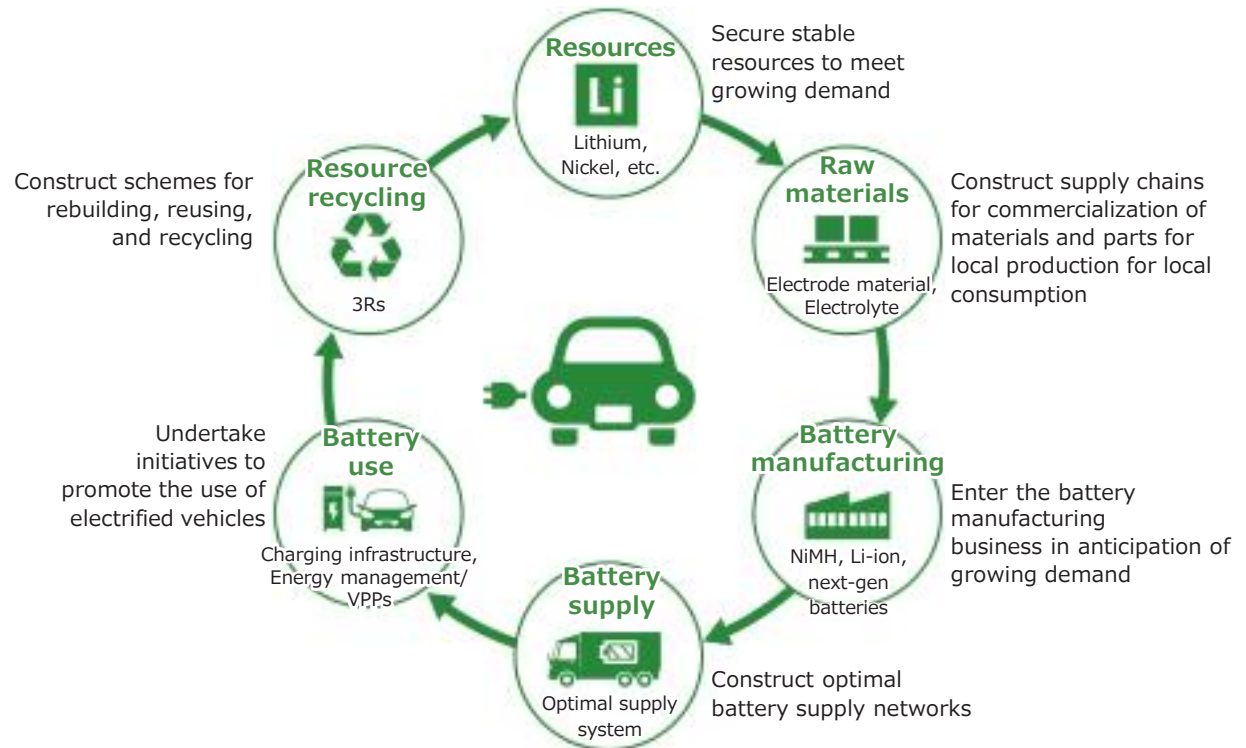 Resources
Li
Lithium,
Nickel, etc.
Secure stable
resources to meet
growing demand
Raw
materials
Electrode material,
Electrolyte
Construct supply chains
for commercialization of
materials and parts for
local production for local
consumption
Battery
manufacturing
NiMH, Li-ion,
next-gen
batteries
Enter the battery
manufacturing
business in anticipation of
growing demand
Battery
supply
Optimal supply
system
Construct optimal
battery supply networks
Battery
use
Charging infrastructure,
Energy management/
VPPs
Undertake
initiatives to
promote the use of
electrified vehicles
Resource
recycling
3Rs
Construct schemes for
rebuilding, reusing,
and recycling